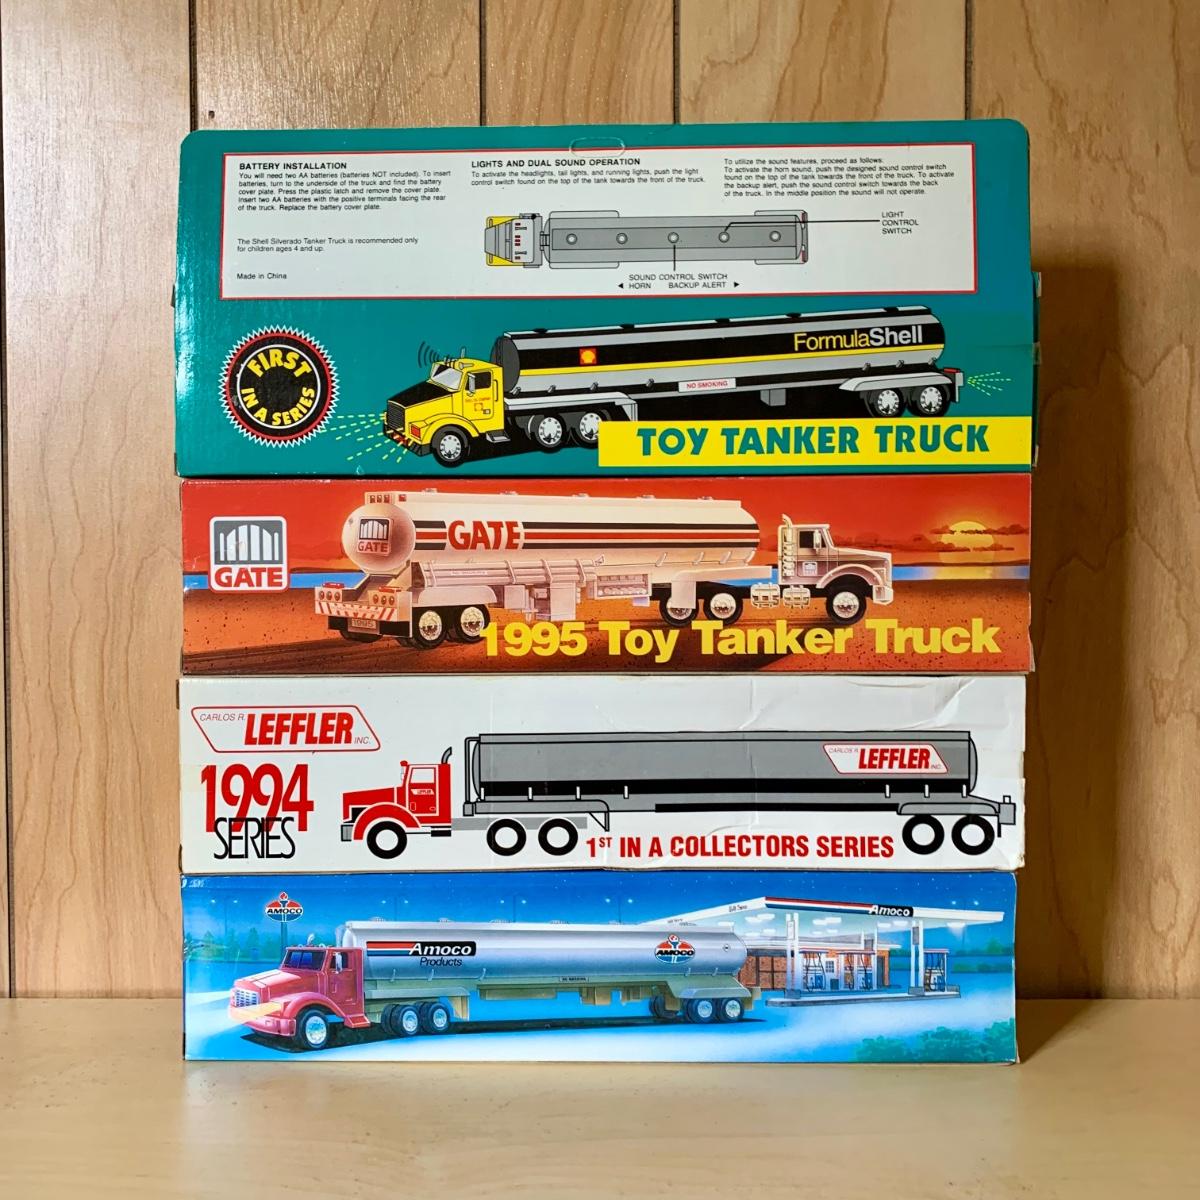 BATTERY INSTALLATION
You will need two AA batteries (batteries NOT included). To insert
batteries, turn to the underside of the truck and find the battery
cover plate. Press the plastic latch and remove the cover plate.
Insert two AA batteries with the positive terminals facing the rear
of the truck. Replace the battery cover plate.
The Shell Silverado Tanker Truck is recommended only
for children ages 4 and up.
Made in China
LIGHTS AND DUAL SOUND OPERATION
To activate the headlights, tail lights, and running lights, push the light
control switch found on the top of the tank towards the front of the truck.
To utilize the sound features, proceed as follows:
To activate the horn sound, push the designed sound control switch
found on the top of the tank towards the front of the truck. To activate
the backup alert, push the sound control switch towards the back
of the truck. In the middle position the sound will not operate.
LIGHT
CONTROL
SWITCH
SOUND CONTROL SWITCH
◄ HORN BACKUP ALERT ►
FIRST
IN A SERIES
FormulaShell
NO SMOKING
TOY TANKER TRUCK
GATE
GATE
GATE
1995 Toy Tanker Truck
CARLOS R. LEFFLER INC.
1994
SERIES
CARLOS R. LEFFLER INC.
LEFFLER
1ST IN A COLLECTORS SERIES
AMOCO
Amoco
Products
AMOCO
NO SMOKING
Amoco